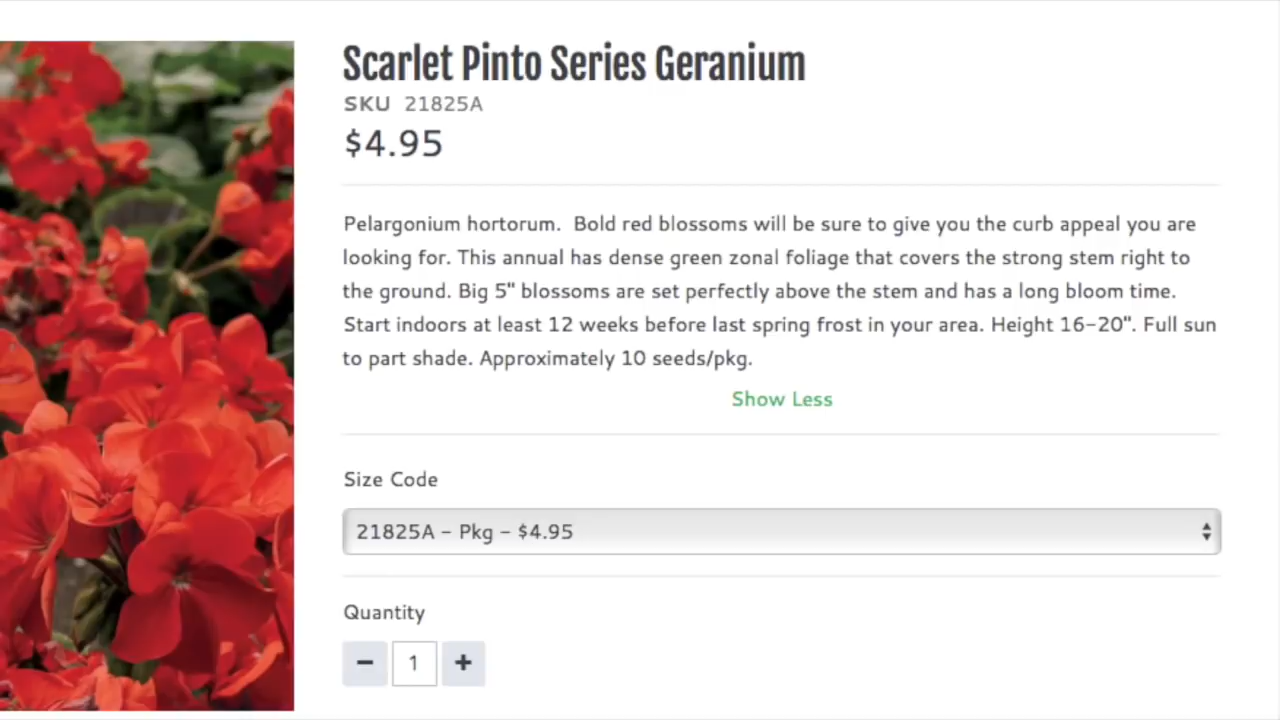 Scarlet Pinto Series Geranium
SKU 21825A
$4.95
Pelargonium hortorum.  Bold red blossoms will be sure to give you the curb appeal you are
looking for. This annual has dense green zonal foliage that covers the strong stem right to
the ground. Big 5" blossoms are set perfectly above the stem and has a long bloom time.
Start indoors at least 12 weeks before last spring frost in your area. Height 16-20". Full sun
to part shade. Approximately 10 seeds/pkg.
Show Less
Size Code
21825A - Pkg - $4.95
Quantity
− 1 +